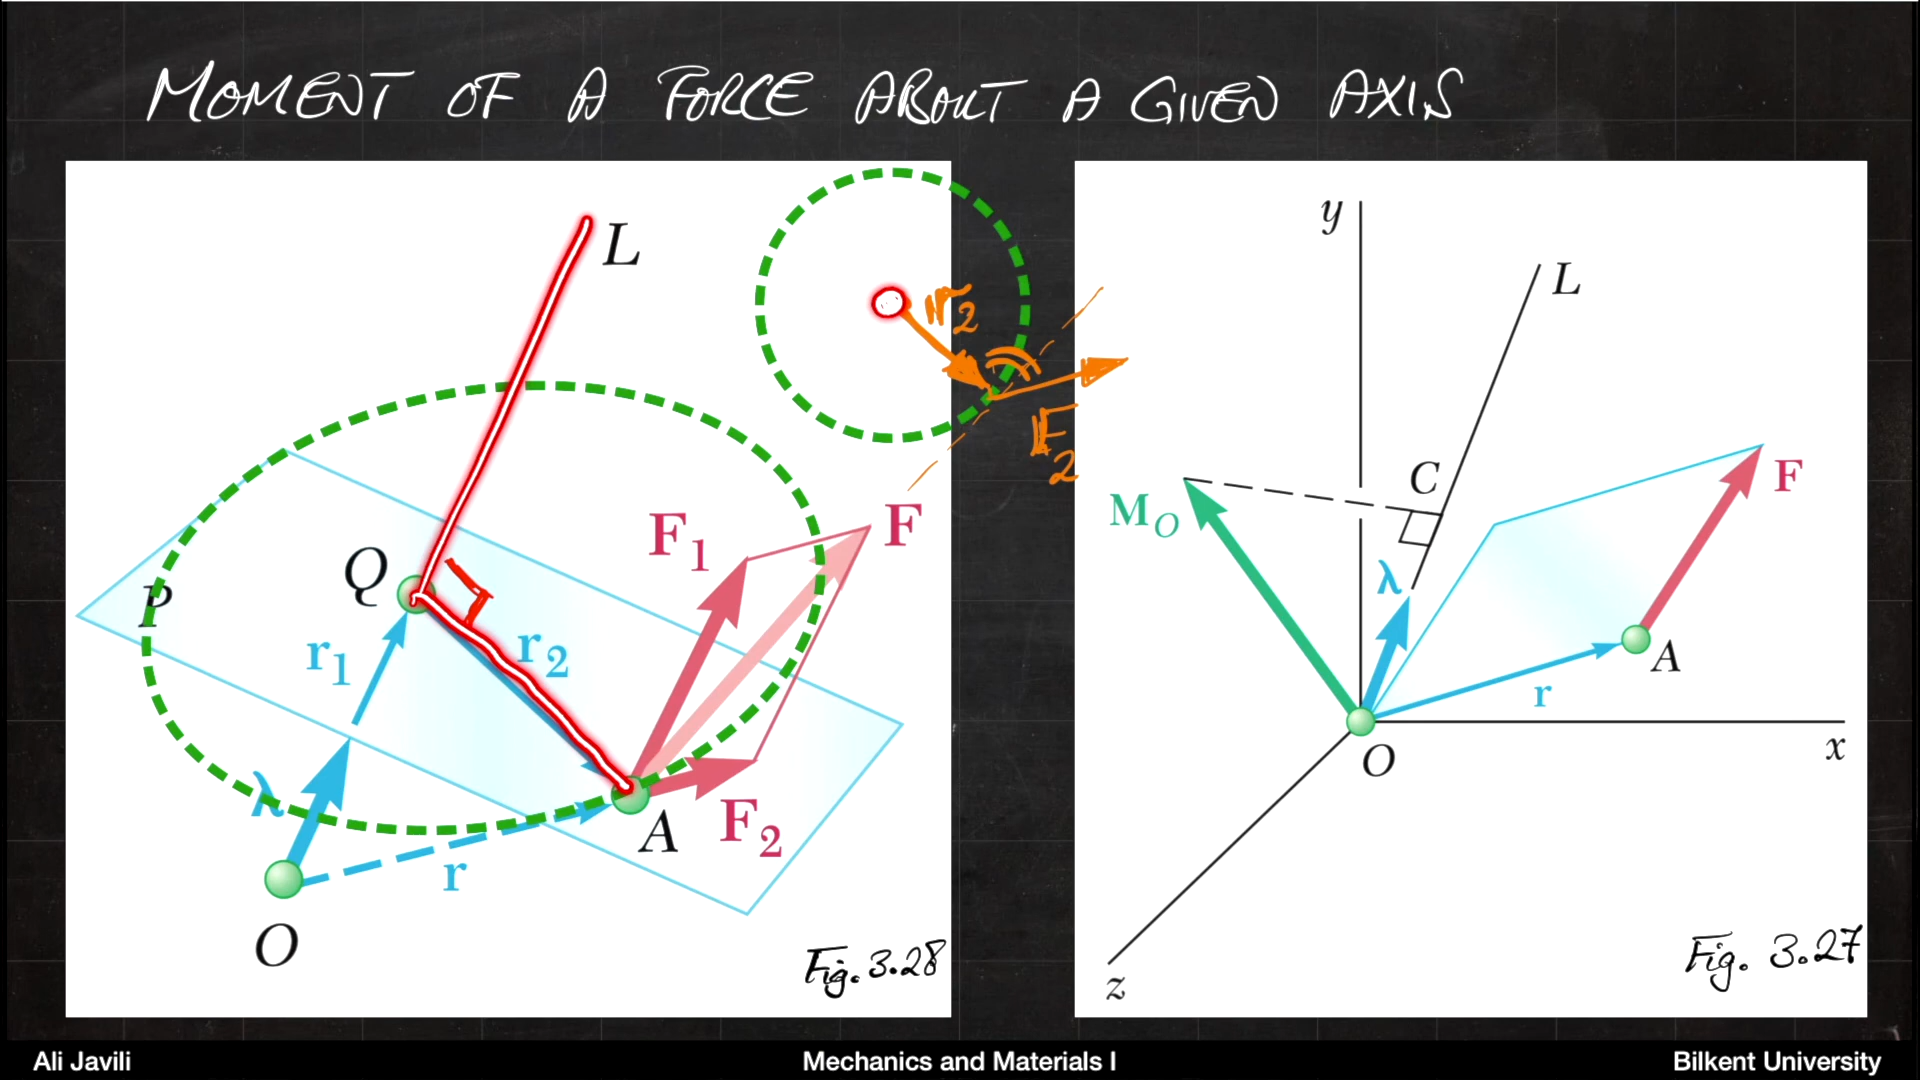 MOMENT OF A FORCE ABOUT A GIVEN AXIS
L
r2
F2
Q
P
r1
r2
F1
F
F2
A
λ
r
O
Fig. 3.28
y
L
C
F
MO
λ
A
r
O
x
z
Fig. 3.27
Ali Javili
Mechanics and Materials I
Bilkent University